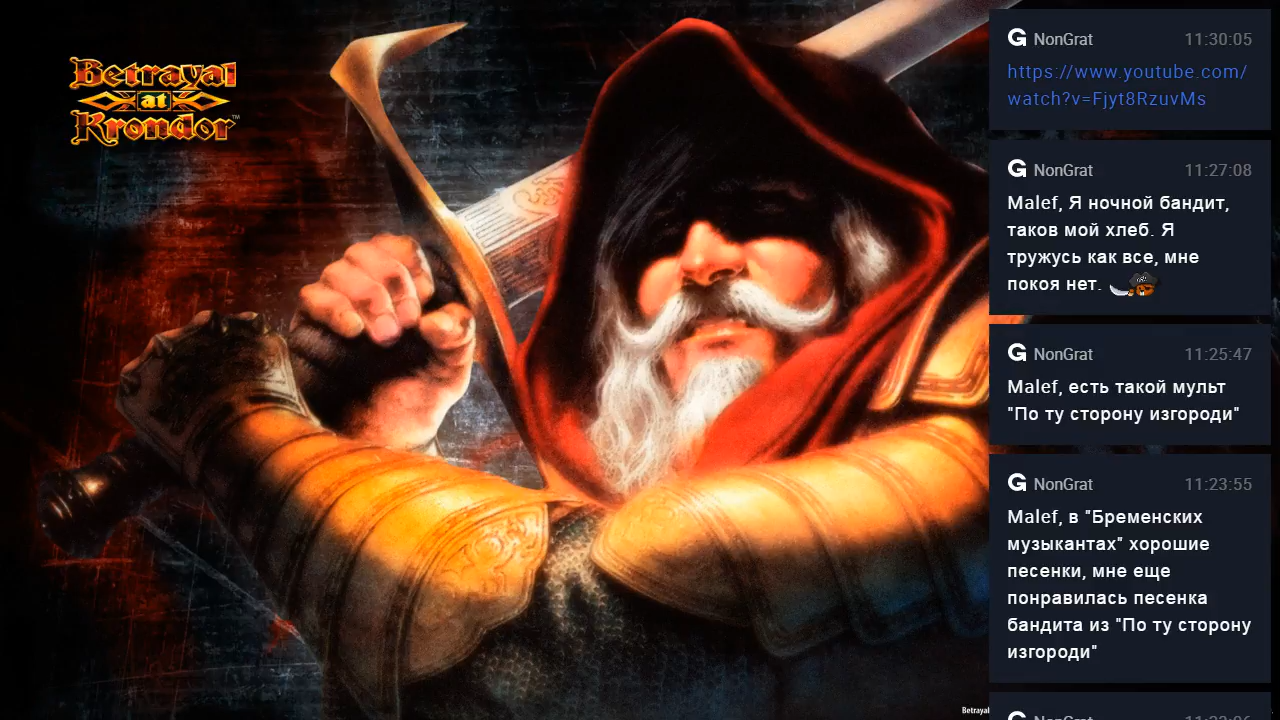 Betrayal
at
Krondor™
NonGrat 11:30:05
https://www.youtube.com/
watch?v=Fjyt8RzuvMs
NonGrat 11:27:08
Malef, Я ночной бандит,
таков мой хлеб. Я
тружусь как все, мне
покоя нет.
NonGrat 11:25:47
Malef, есть такой мульт
"По ту сторону изгороди"
NonGrat 11:23:55
Malef, в "Бременских
музыкантах" хорошие
песенки, мне еще
понравилась песенка
бандита из "По ту сторону
изгороди"
Betrayal